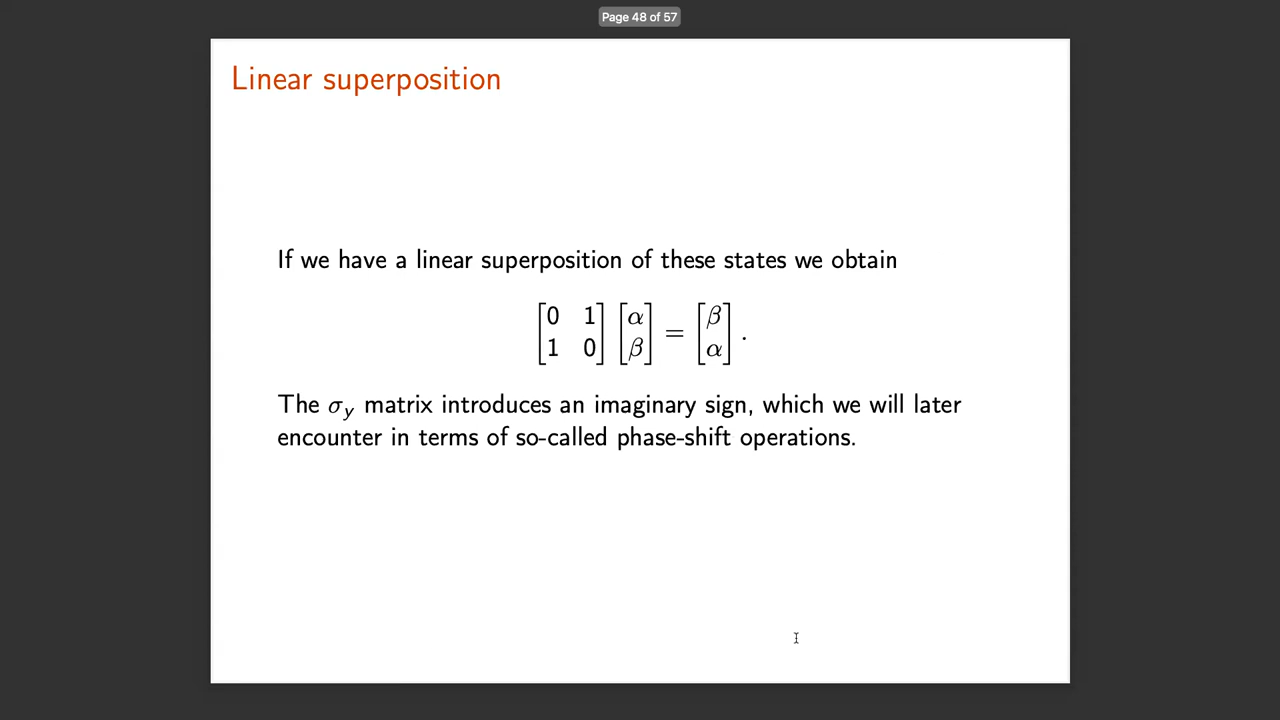 Page 48 of 57
Linear superposition
If we have a linear superposition of these states we obtain
[0 1
1 0] [α
β] = [β
α] .
The σ_y matrix introduces an imaginary sign, which we will later
encounter in terms of so-called phase-shift operations.